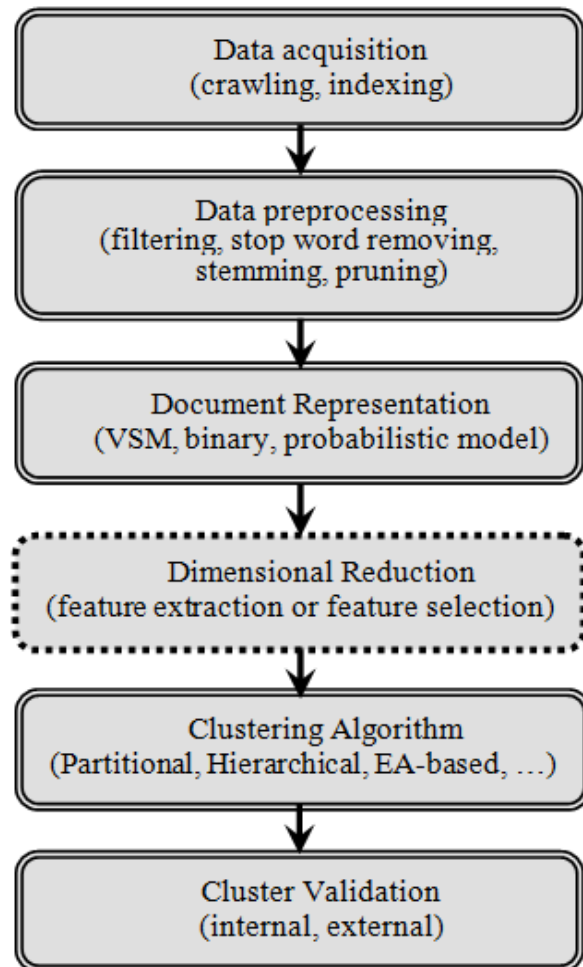 Data acquisition
(crawling, indexing)
Data preprocessing
(filtering, stop word removing,
stemming, pruning)
Document Representation
(VSM, binary, probabilistic model)
Dimensional Reduction
(feature extraction or feature selection)
Clustering Algorithm
(Partitional, Hierarchical, EA-based, …)
Cluster Validation
(internal, external)